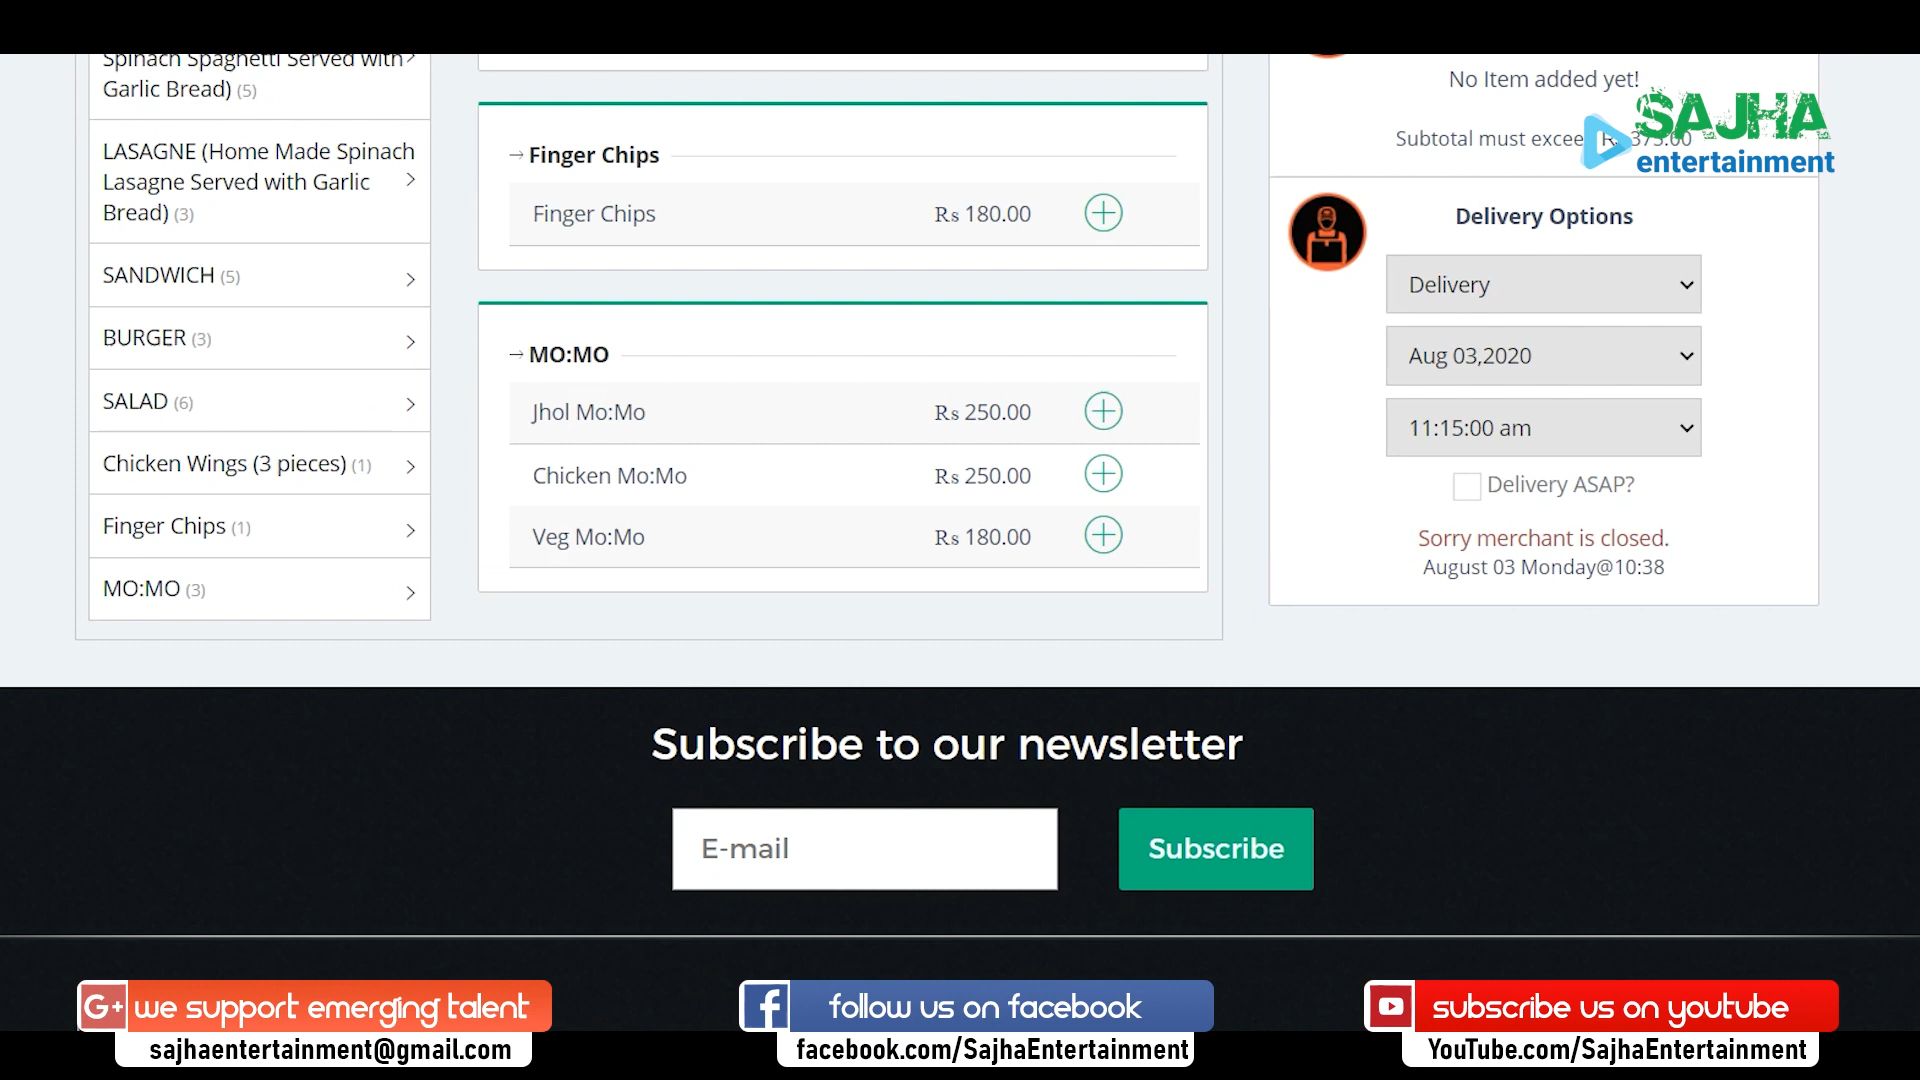 Spinach Spaghetti Served with
Garlic Bread) (5)
LASAGNE (Home Made Spinach
Lasagne Served with Garlic
Bread) (3)
SANDWICH (5)
BURGER (3)
SALAD (6)
Chicken Wings (3 pieces) (1)
Finger Chips (1)
MO:MO (3)
→ Finger Chips
Finger Chips Rs 180.00
→ MO:MO
Jhol Mo:Mo Rs 250.00
Chicken Mo:Mo Rs 250.00
Veg Mo:Mo Rs 180.00
No Item added yet!
Subtotal must exceed Rs 375.00
SAJHA
entertainment
Delivery Options
Delivery
Aug 03,2020
11:15:00 am
Delivery ASAP?
Sorry merchant is closed.
August 03 Monday@10:38
Subscribe to our newsletter
E-mail
Subscribe
G+ we support emerging talent
sajhaentertainment@gmail.com
f follow us on facebook
facebook.com/SajhaEntertainment
subscribe us on youtube
YouTube.com/SajhaEntertainment